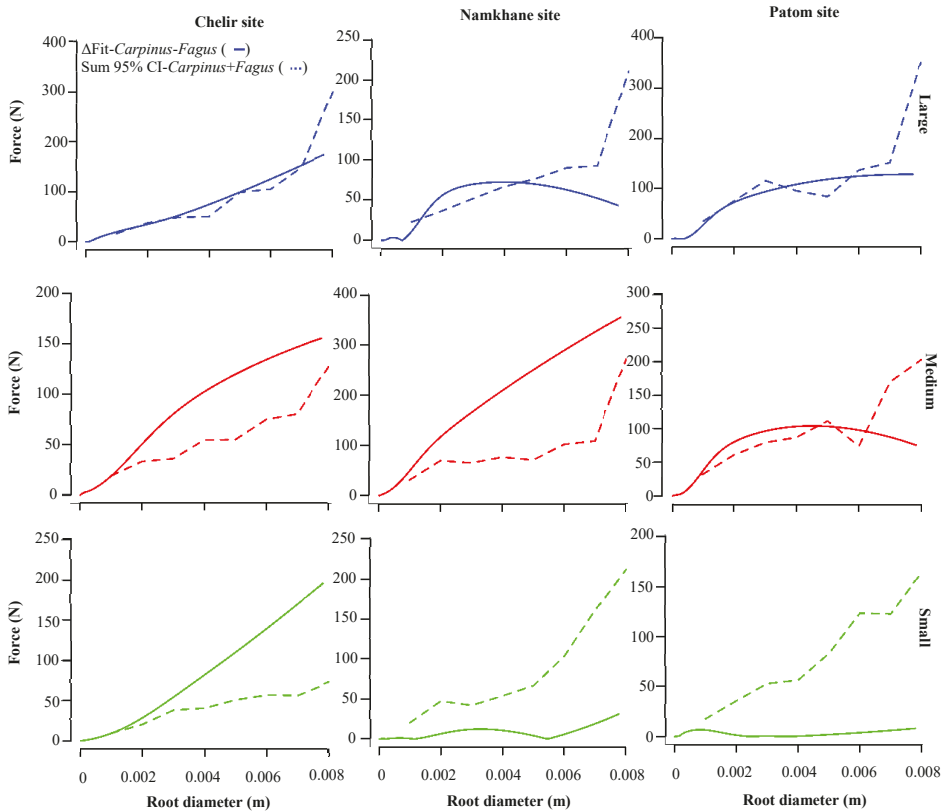 Chelir site
Namkhane site
Patom site
ΔFit-Carpinus-Fagus ( – )
Sum 95% CI-Carpinus+Fagus ( ... )
Force (N)
400
300
200
100
0
250
200
150
100
50
0
400
300
200
100
0
Large
Force (N)
200
150
100
50
0
400
300
200
100
0
300
250
200
150
100
50
0
Medium
Force (N)
250
200
150
100
50
0
250
200
150
100
50
0
200
150
100
50
0
Small
0 0.002 0.004 0.006 0.008
0 0.002 0.004 0.006 0.008
0 0.002 0.004 0.006 0.008
Root diameter (m)
Root diameter (m)
Root diameter (m)